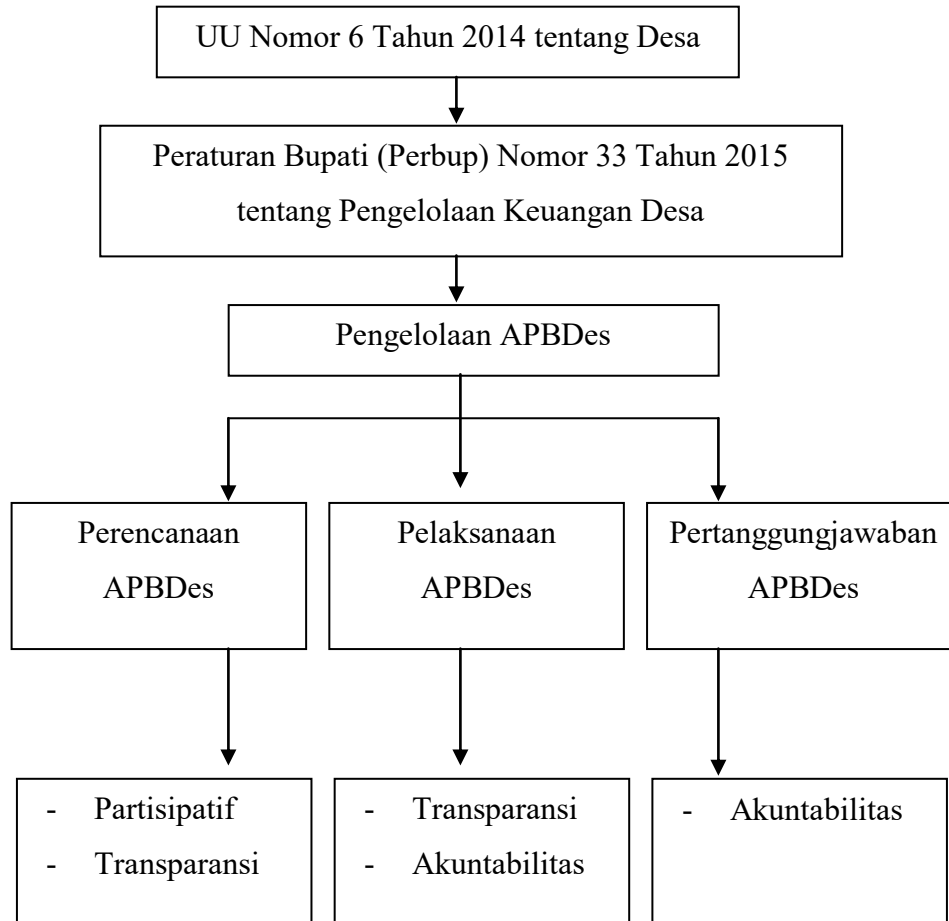 UU Nomor 6 Tahun 2014 tentang Desa
Peraturan Bupati (Perbup) Nomor 33 Tahun 2015
tentang Pengelolaan Keuangan Desa
Pengelolaan APBDes
Perencanaan
APBDes
Pelaksanaan
APBDes
Pertanggungjawaban
APBDes
- Partisipatif
- Transparansi
- Transparansi
- Akuntabilitas
- Akuntabilitas